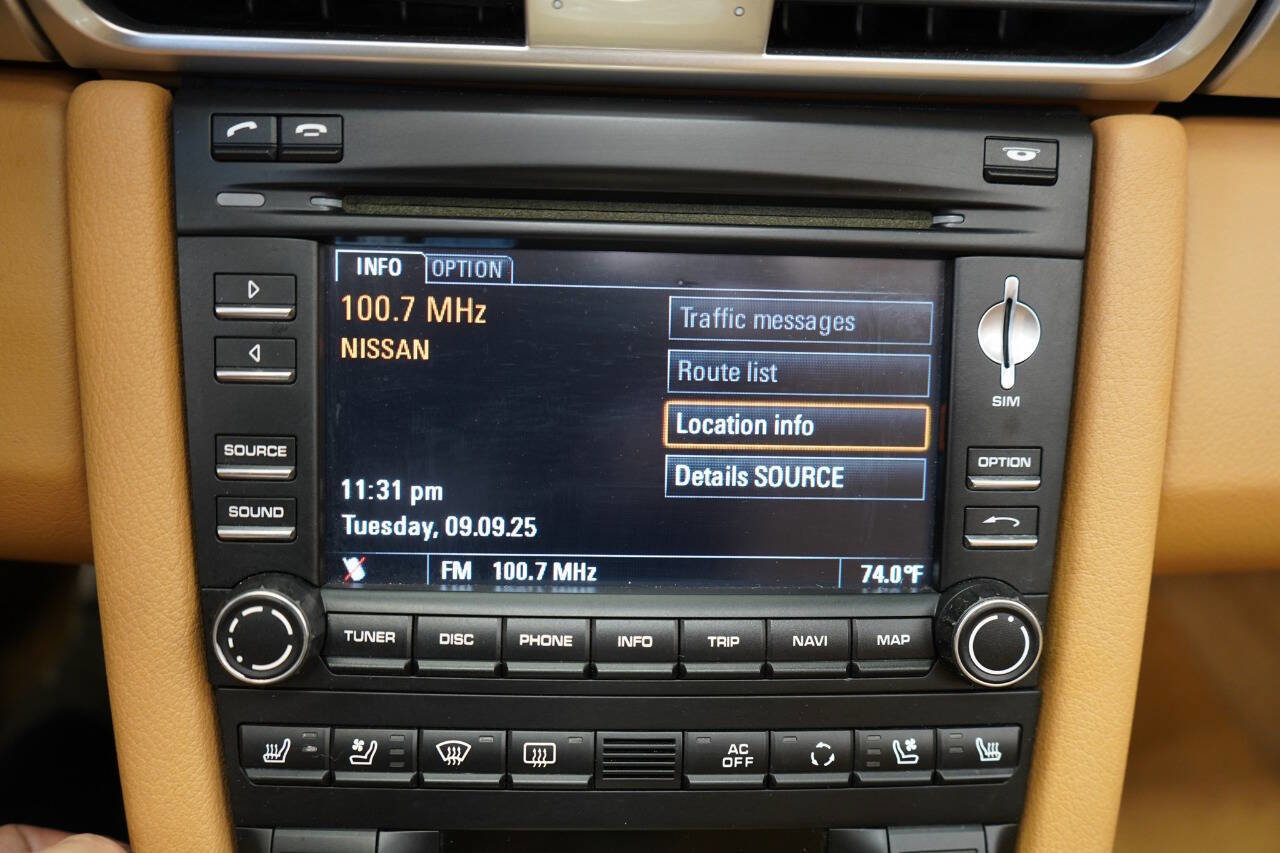 INFO OPTION
100.7 MHz
NISSAN
Traffic messages
Route list
Location info
Details SOURCE
11:31 pm
Tuesday, 09.09.25
FM 100.7 MHz 74.0°F
SOURCE
SOUND
SIM
OPTION
TUNER DISC PHONE INFO TRIP NAVI MAP
AC
OFF